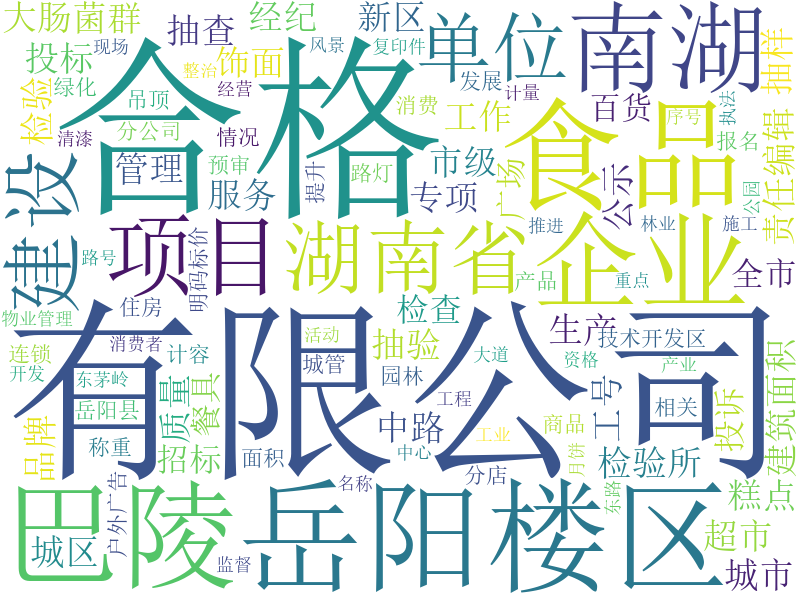 大肠菌群
抽查
经纪
新区
单位
南湖
投标
现场
风景
复印件
饰面
整治
绿化
检验
吊顶
经营
发展
计量
序号
执法
抽样
合格
消费
百货
清漆
分公司
情况
工作
食品
报名
责任编辑
建设
管理
预审
提升
路灯
市级
广场
公示
公园
服务
专项
项目
湖南省
企业
推进
林业
施工
路号
明码标价
产品
重点
全市
物业管理
住房
检查
生产
有限公司
连锁
消费者
计容
抽验
活动
城管
园林
大道
技术开发区
资格
产业
开发
东茅岭
岳阳县
质量
餐具
中路
工程
商品
工号
相关
投诉
建筑面积
品牌
称重
招标
面积
中心
工业
分店
月饼
检验所
糕点
户外广告
名称
东路
超市
城区
巴陵
岳阳楼区
监督
城市